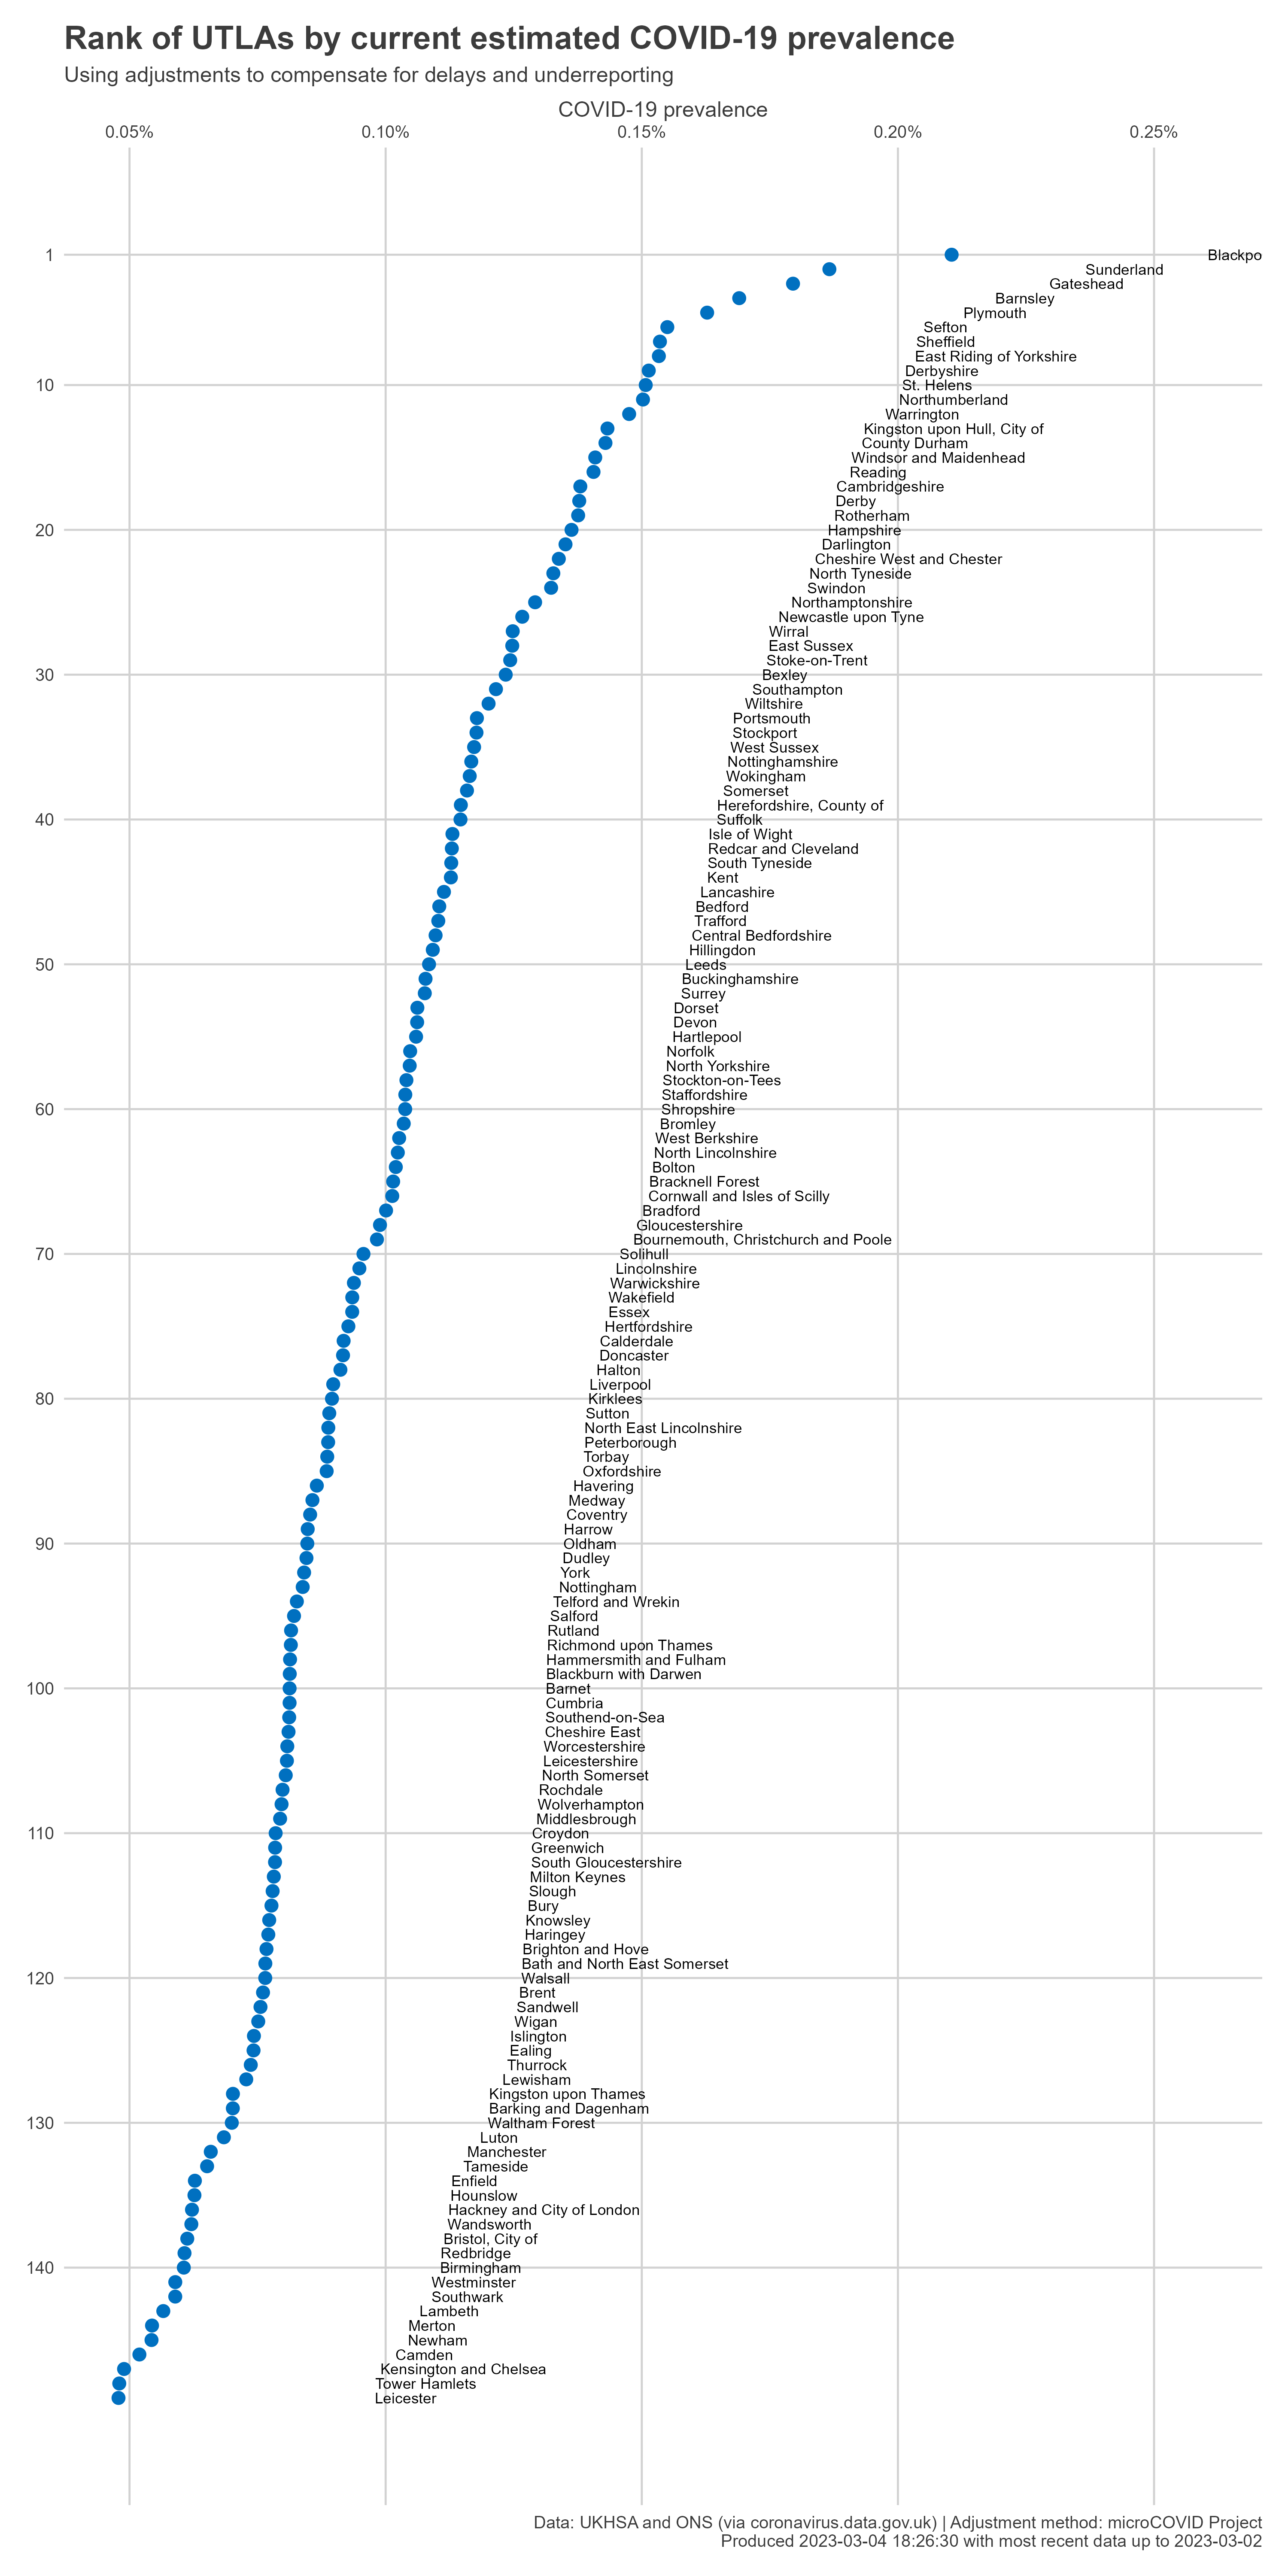 Rank of UTLAs by current estimated COVID-19 prevalence
Using adjustments to compensate for delays and underreporting
COVID-19 prevalence
0.05% 0.10% 0.15% 0.20% 0.25%
1 Blackpo
Sunderland
Gateshead
Barnsley
Plymouth
Sefton
Sheffield
East Riding of Yorkshire
Derbyshire
10 St. Helens
Northumberland
Warrington
Kingston upon Hull, City of
County Durham
Windsor and Maidenhead
Reading
Cambridgeshire
Derby
Rotherham
20 Hampshire
Darlington
Cheshire West and Chester
North Tyneside
Swindon
Northamptonshire
Newcastle upon Tyne
Wirral
East Sussex
Stoke-on-Trent
30 Bexley
Southampton
Wiltshire
Portsmouth
Stockport
West Sussex
Nottinghamshire
Wokingham
Somerset
Herefordshire, County of
40 Suffolk
Isle of Wight
Redcar and Cleveland
South Tyneside
Kent
Lancashire
Bedford
Trafford
Central Bedfordshire
Hillingdon
50 Leeds
Buckinghamshire
Surrey
Dorset
Devon
Hartlepool
Norfolk
North Yorkshire
Stockton-on-Tees
Staffordshire
60 Shropshire
Bromley
West Berkshire
North Lincolnshire
Bolton
Bracknell Forest
Cornwall and Isles of Scilly
Bradford
Gloucestershire
Bournemouth, Christchurch and Poole
70 Solihull
Lincolnshire
Warwickshire
Wakefield
Essex
Hertfordshire
Calderdale
Doncaster
Halton
Liverpool
80 Kirklees
Sutton
North East Lincolnshire
Peterborough
Torbay
Oxfordshire
Havering
Medway
Coventry
Harrow
90 Oldham
Dudley
York
Nottingham
Telford and Wrekin
Salford
Rutland
Richmond upon Thames
Hammersmith and Fulham
Blackburn with Darwen
100 Barnet
Cumbria
Southend-on-Sea
Cheshire East
Worcestershire
Leicestershire
North Somerset
Rochdale
Wolverhampton
Middlesbrough
110 Croydon
Greenwich
South Gloucestershire
Milton Keynes
Slough
Bury
Knowsley
Haringey
Brighton and Hove
Bath and North East Somerset
120 Walsall
Brent
Sandwell
Wigan
Islington
Ealing
Thurrock
Lewisham
Kingston upon Thames
Barking and Dagenham
130 Waltham Forest
Luton
Manchester
Tameside
Enfield
Hounslow
Hackney and City of London
Wandsworth
Bristol, City of
Redbridge
140 Birmingham
Westminster
Southwark
Lambeth
Merton
Newham
Camden
Kensington and Chelsea
Tower Hamlets
Leicester
Data: UKHSA and ONS (via coronavirus.data.gov.uk) | Adjustment method: microCOVID Project
Produced 2023-03-04 18:26:30 with most recent data up to 2023-03-02